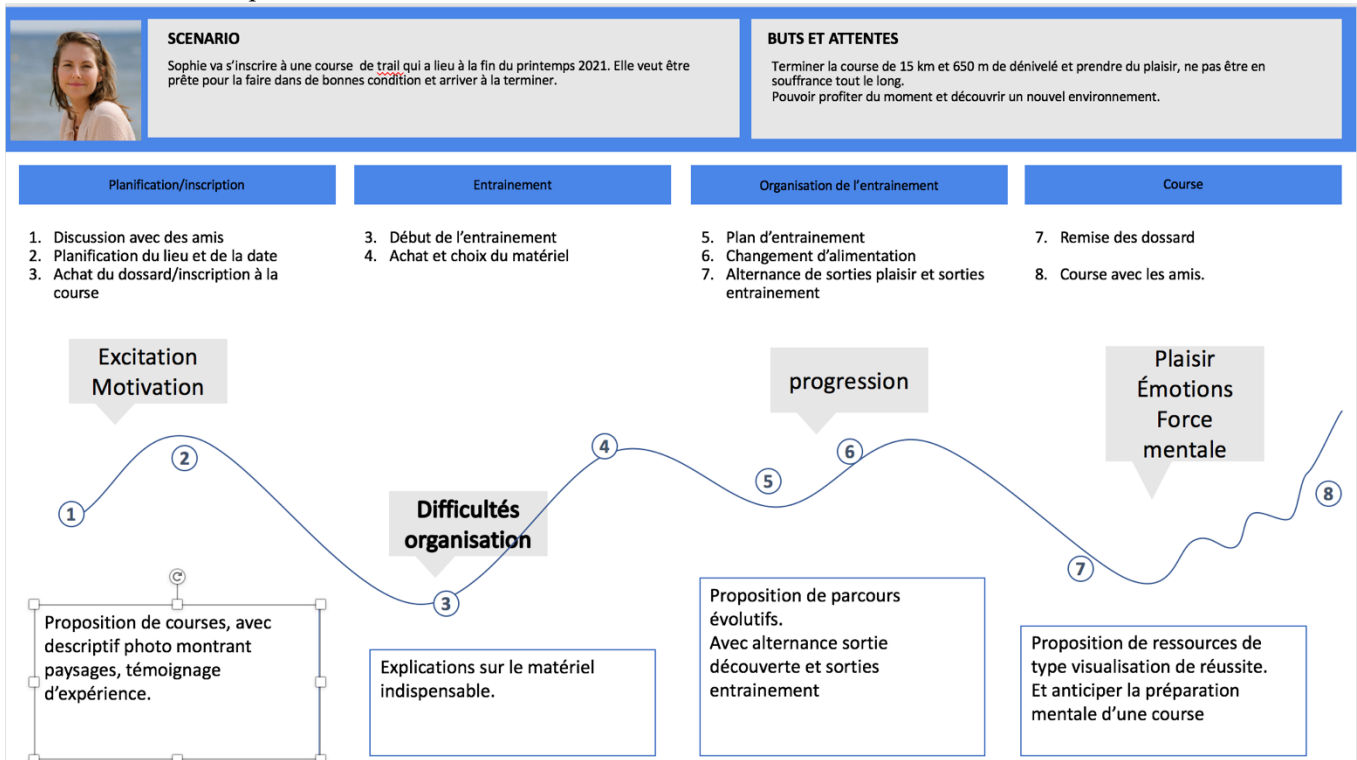 SCENARIO
Sophie va s'inscrire à une course de trail qui a lieu à la fin du printemps 2021. Elle veut être
prête pour la faire dans de bonnes condition et arriver à la terminer.
BUTS ET ATTENTES
Terminer la course de 15 km et 650 m de dénivelé et prendre du plaisir, ne pas être en
souffrance tout le long.
Pouvoir profiter du moment et découvrir un nouvel environnement.
Planification/inscription
1. Discussion avec des amis
2. Planification du lieu et de la date
3. Achat du dossard/inscription à la
course
Entrainement
3. Début de l'entrainement
4. Achat et choix du matériel
Organisation de l'entrainement
5. Plan d'entrainement
6. Changement d'alimentation
7. Alternance de sorties plaisir et sorties
entrainement
Course
7. Remise des dossard
8. Course avec les amis.
Excitation
Motivation
Difficultés
organisation
progression
Plaisir
Émotions
Force
mentale
1
2
3
4
5
6
7
8
Proposition de courses, avec
descriptif photo montrant
paysages, témoignage
d'expérience.
Explications sur le matériel
indispensable.
Proposition de parcours
évolutifs.
Avec alternance sortie
découverte et sorties
entrainement
Proposition de ressources de
type visualisation de réussite.
Et anticiper la préparation
mentale d'une course